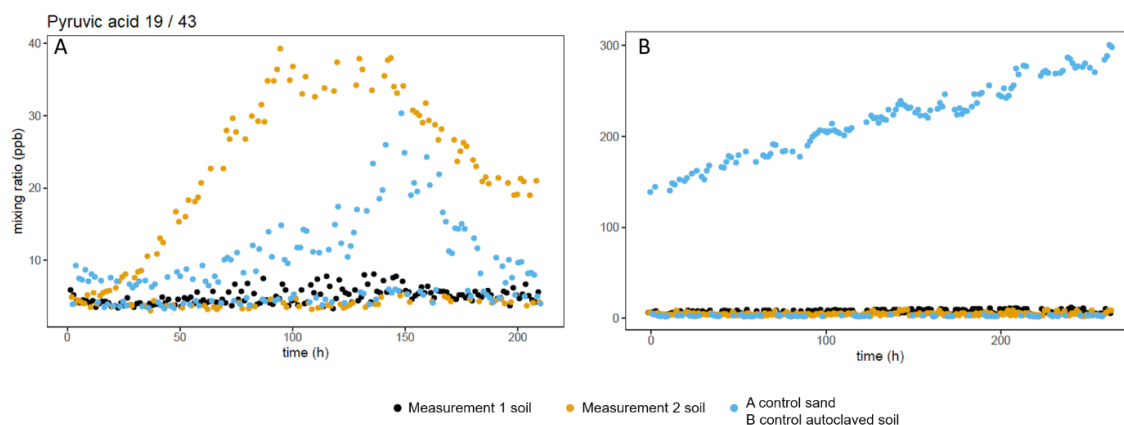 Pyruvic acid 19 / 43
A
B
mixing ratio (ppb)
40
30
20
10
0
50
100
150
200
time (h)
300
200
100
0
0
100
200
time (h)
Measurement 1 soil
Measurement 2 soil
A control sand
B control autoclaved soil